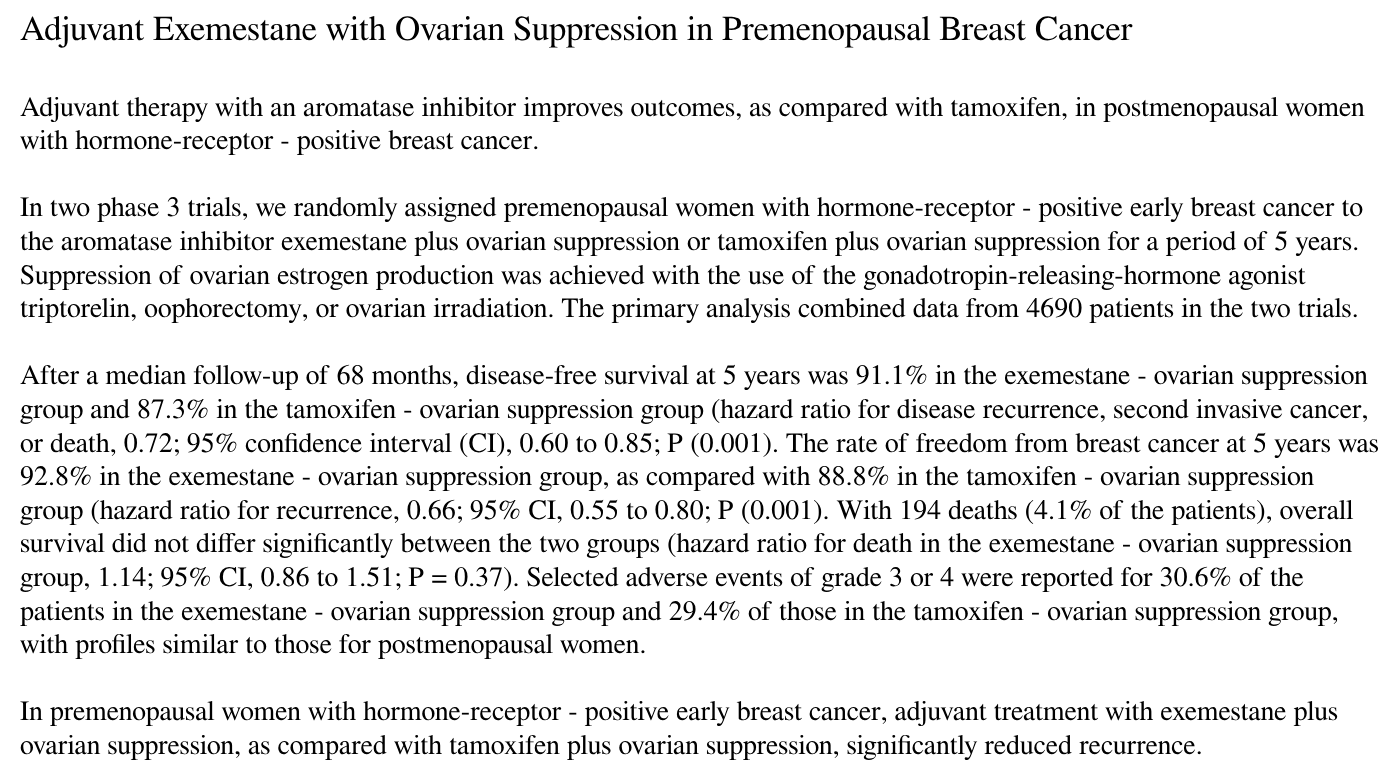 Adjuvant Exemestane with Ovarian Suppression in Premenopausal Breast Cancer
Adjuvant therapy with an aromatase inhibitor improves outcomes, as compared with tamoxifen, in postmenopausal women
with hormone-receptor - positive breast cancer.
In two phase 3 trials, we randomly assigned premenopausal women with hormone-receptor - positive early breast cancer to
the aromatase inhibitor exemestane plus ovarian suppression or tamoxifen plus ovarian suppression for a period of 5 years.
Suppression of ovarian estrogen production was achieved with the use of the gonadotropin-releasing-hormone agonist
triptorelin, oophorectomy, or ovarian irradiation. The primary analysis combined data from 4690 patients in the two trials.
After a median follow-up of 68 months, disease-free survival at 5 years was 91.1% in the exemestane - ovarian suppression
group and 87.3% in the tamoxifen - ovarian suppression group (hazard ratio for disease recurrence, second invasive cancer,
or death, 0.72; 95% confidence interval (CI), 0.60 to 0.85; P (0.001). The rate of freedom from breast cancer at 5 years was
92.8% in the exemestane - ovarian suppression group, as compared with 88.8% in the tamoxifen - ovarian suppression
group (hazard ratio for recurrence, 0.66; 95% CI, 0.55 to 0.80; P (0.001). With 194 deaths (4.1% of the patients), overall
survival did not differ significantly between the two groups (hazard ratio for death in the exemestane - ovarian suppression
group, 1.14; 95% CI, 0.86 to 1.51; P = 0.37). Selected adverse events of grade 3 or 4 were reported for 30.6% of the
patients in the exemestane - ovarian suppression group and 29.4% of those in the tamoxifen - ovarian suppression group,
with profiles similar to those for postmenopausal women.
In premenopausal women with hormone-receptor - positive early breast cancer, adjuvant treatment with exemestane plus
ovarian suppression, as compared with tamoxifen plus ovarian suppression, significantly reduced recurrence.